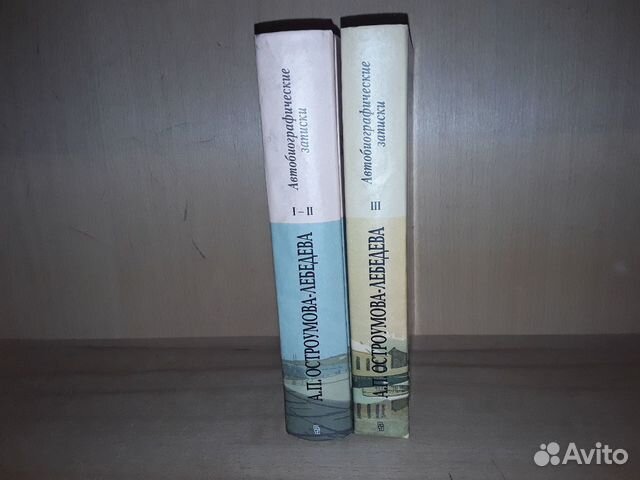 А.П. ОСТРОУМОВА-ЛЕБЕДЕВА
I – II
Автобиографические
записки
А.П. ОСТРОУМОВА-ЛЕБЕДЕВА
III
Автобиографические
записки
Avito